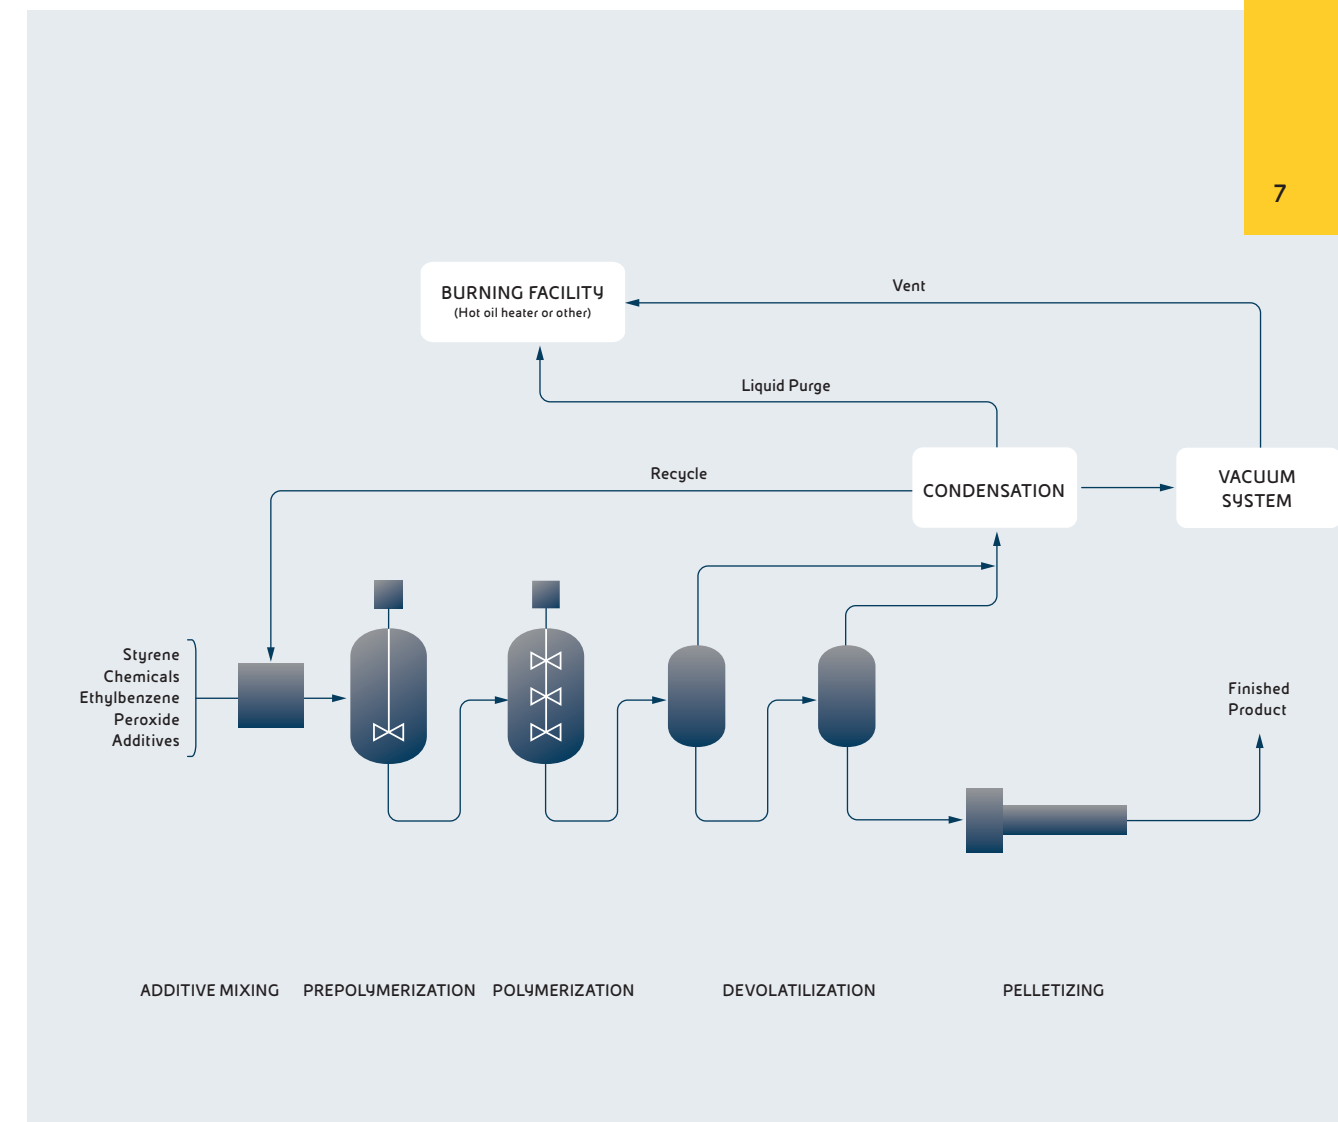 7
BURNING FACILITY
(Hot oil heater or other)
Vent
Liquid Purge
Recycle
CONDENSATION
VACUUM
SYSTEM
Styrene
Chemicals
Ethylbenzene
Peroxide
Additives
Finished
Product
ADDITIVE MIXING
PREPOLYMERIZATION
POLYMERIZATION
DEVOLATILIZATION
PELLETIZING